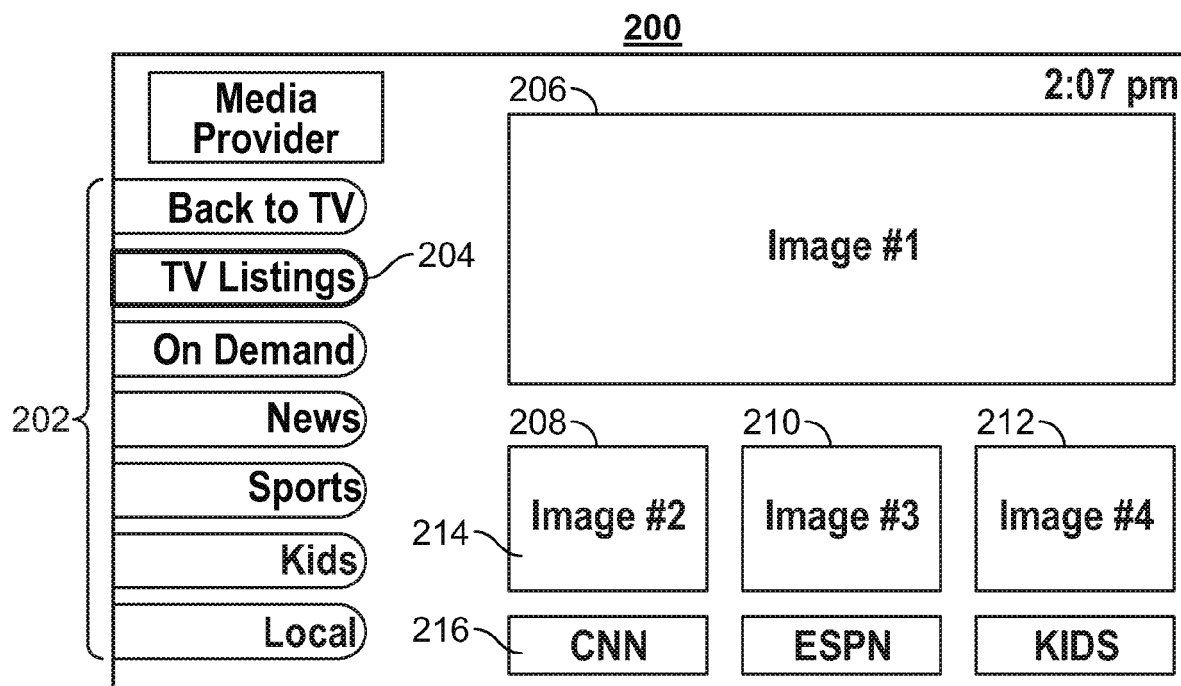 200
2:07 pm
Media
Provider
206
Image #1
Back to TV
TV Listings
204
On Demand
News
202
Sports
Kids
Local
208
210
212
Image #2
Image #3
Image #4
214
216
CNN
ESPN
KIDS